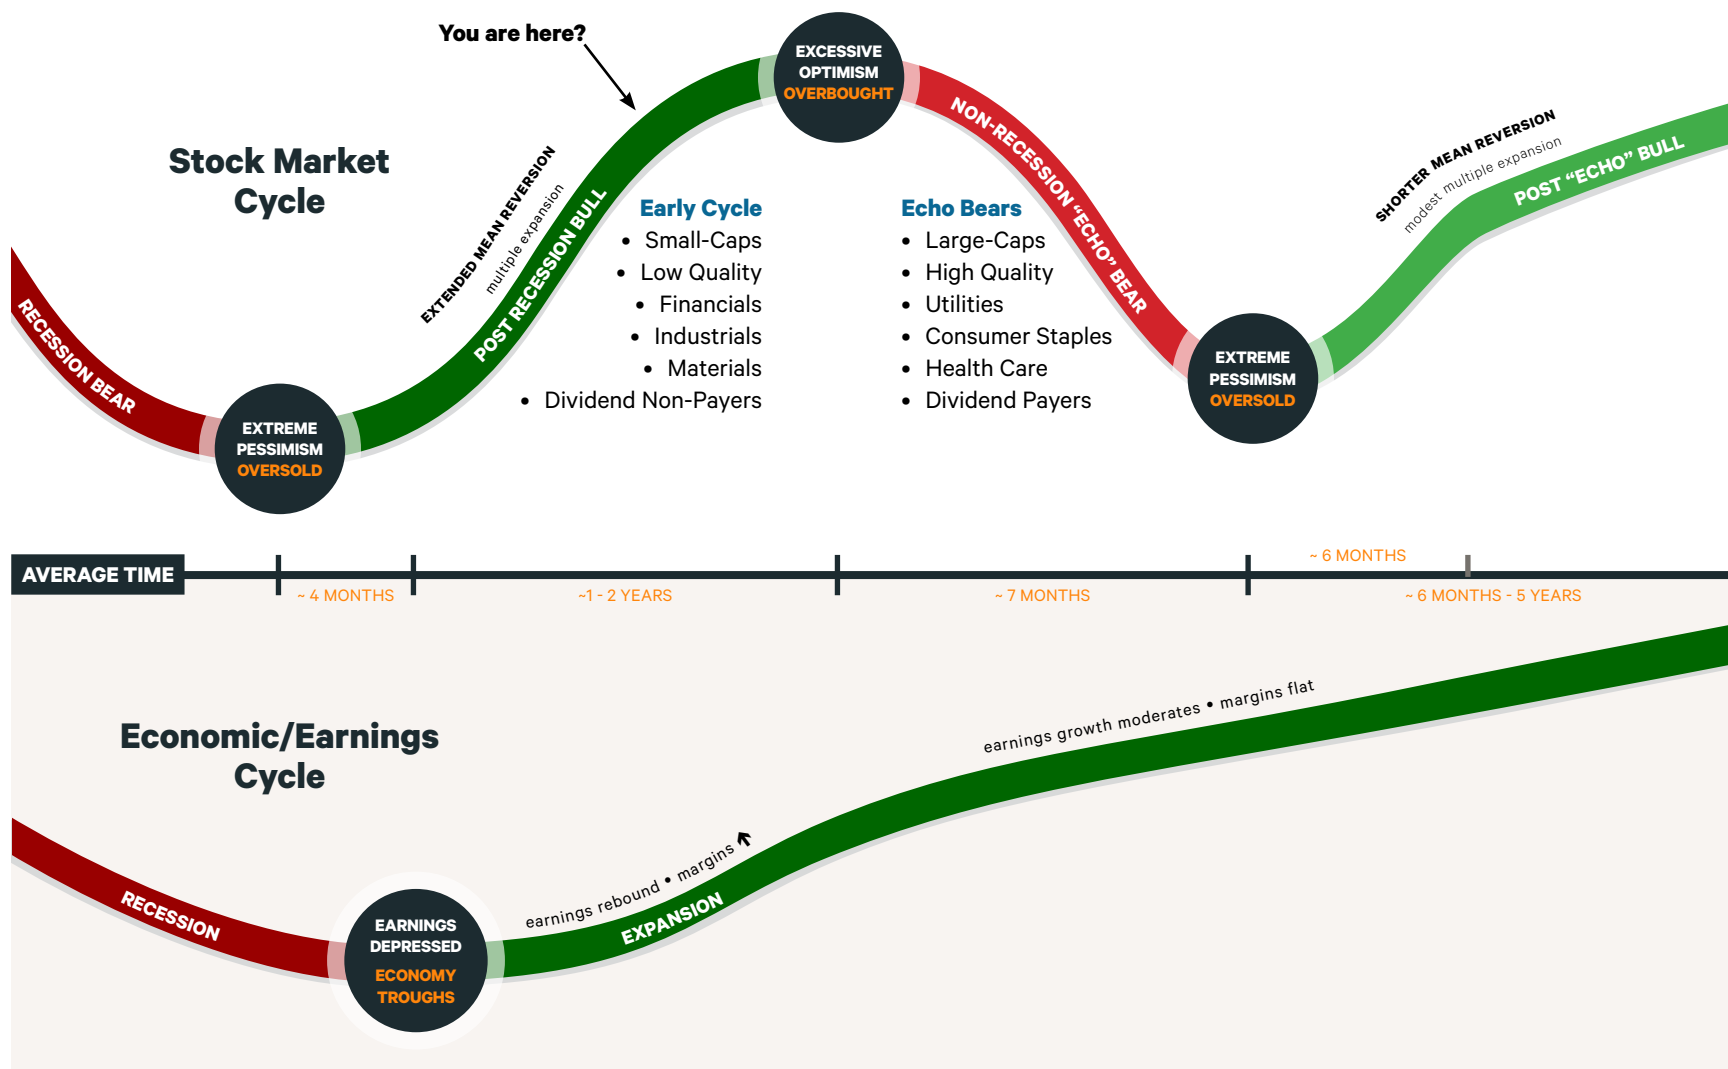 You are here?
EXCESSIVE
OPTIMISM
OVERBOUGHT
Stock Market
Cycle
RECESSION BEAR
EXTREME
PESSIMISM
OVERSOLD
EXTENDED MEAN REVERSION
multiple expansion
POST RECESSION BULL
Early Cycle
• Small-Caps
• Low Quality
• Financials
• Industrials
• Materials
• Dividend Non-Payers
Echo Bears
• Large-Caps
• High Quality
• Utilities
• Consumer Staples
• Health Care
• Dividend Payers
NON-RECESSION “ECHO” BEAR
EXTREME
PESSIMISM
OVERSOLD
SHORTER MEAN REVERSION
modest multiple expansion
POST “ECHO” BULL
AVERAGE TIME
~ 4 MONTHS
~1 - 2 YEARS
~ 7 MONTHS
~ 6 MONTHS
~ 6 MONTHS - 5 YEARS
Economic/Earnings
Cycle
RECESSION
EARNINGS
DEPRESSED
ECONOMY
TROUGHS
earnings rebound • margins
EXPANSION
earnings growth moderates • margins flat